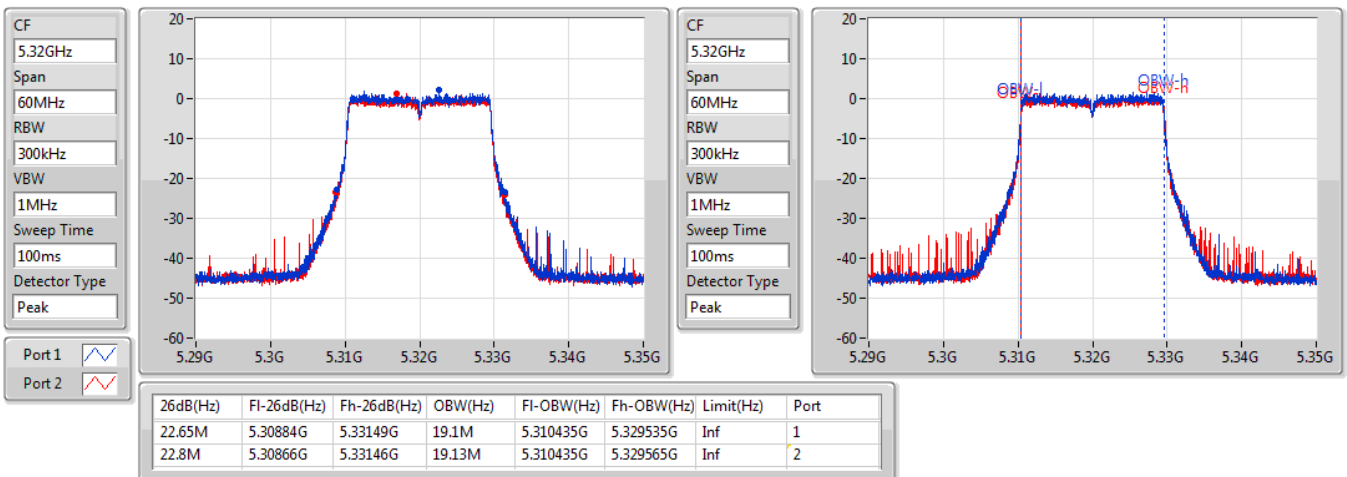 CF
5.32GHz
Span
60MHz
RBW
300kHz
VBW
1MHz
Sweep Time
100ms
Detector Type
Peak
Port 1
Port 2
20
10
0
-10
-20
-30
-40
-50
-60
5.29G 5.3G 5.31G 5.32G 5.33G 5.34G 5.35G
CF
5.32GHz
Span
60MHz
RBW
300kHz
VBW
1MHz
Sweep Time
100ms
Detector Type
Peak
20
10
0
-10
-20
-30
-40
-50
-60
OBW-l
OBW-l
OBW-h
OBW-h
5.29G 5.3G 5.31G 5.32G 5.33G 5.34G 5.35G
26dB(Hz) Fl-26dB(Hz) Fh-26dB(Hz) OBW(Hz) Fl-OBW(Hz) Fh-OBW(Hz) Limit(Hz) Port
22.65M 5.30884G 5.33149G 19.1M 5.310435G 5.329535G Inf 1
22.8M 5.30866G 5.33146G 19.13M 5.310435G 5.329565G Inf 2